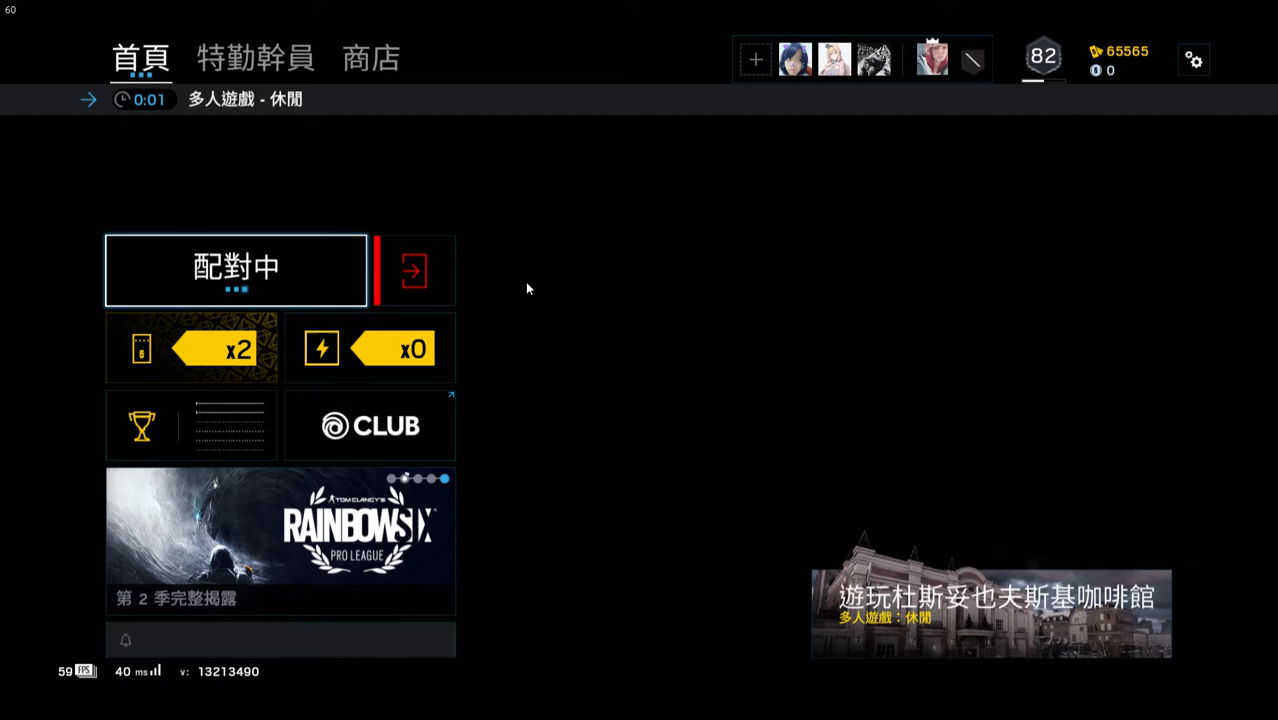 60
首頁 特勤幹員 商店
82
65565
0
0:01 多人遊戲 - 休閒
配對中
x2
x0
CLUB
TOM CLANCY'S
RAINBOW SIX
PRO LEAGUE
第 2 季完整揭露
遊玩杜斯妥也夫斯基咖啡館
多人遊戲：休閒
59 FPS 40 ms v: 13213490